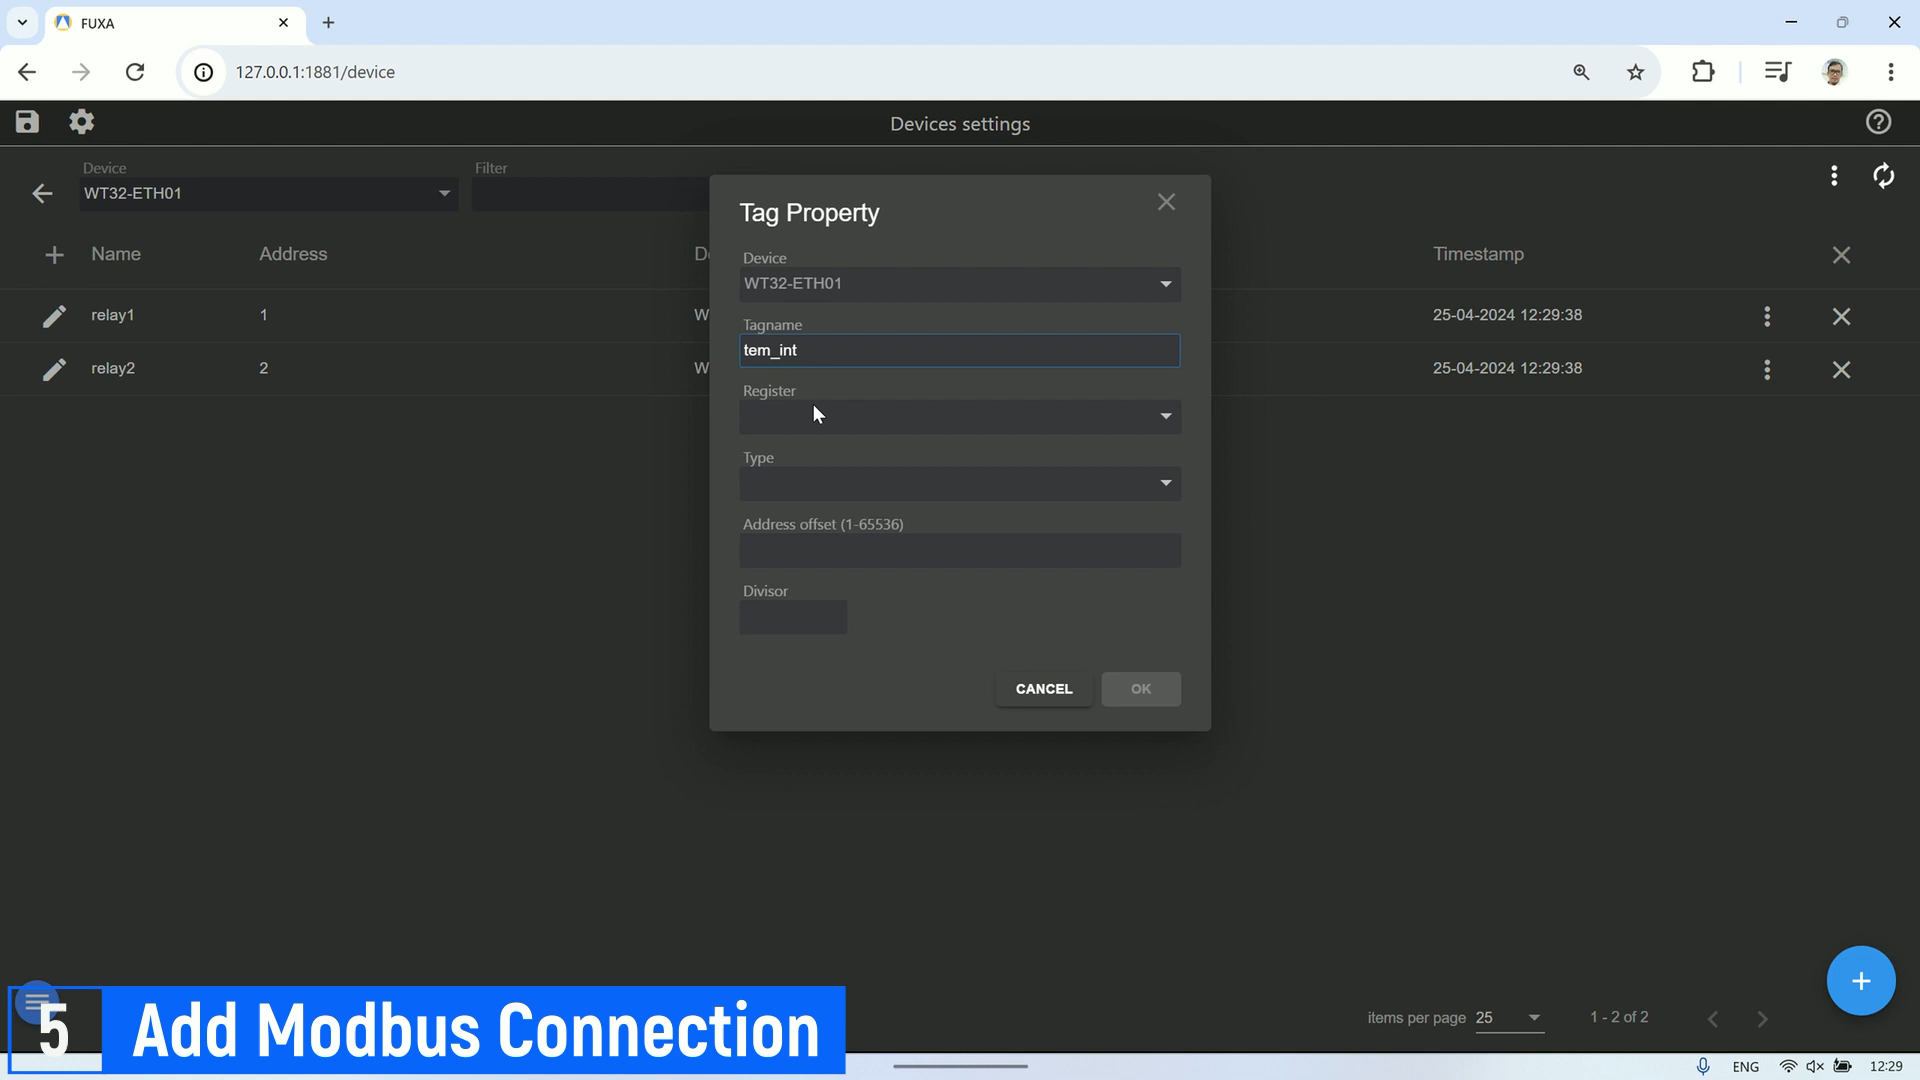 FUXA
127.0.0.1:1881/device
Devices settings
Device
WT32-ETH01
Filter
Name
Address
Timestamp
relay1
1
W
25-04-2024 12:29:38
relay2
2
W
25-04-2024 12:29:38
Tag Property
Device
WT32-ETH01
Tagname
tem_int
Register
Type
Address offset (1-65536)
Divisor
CANCEL
OK
items per page 25
1 - 2 of 2
5
Add Modbus Connection
ENG
12:29